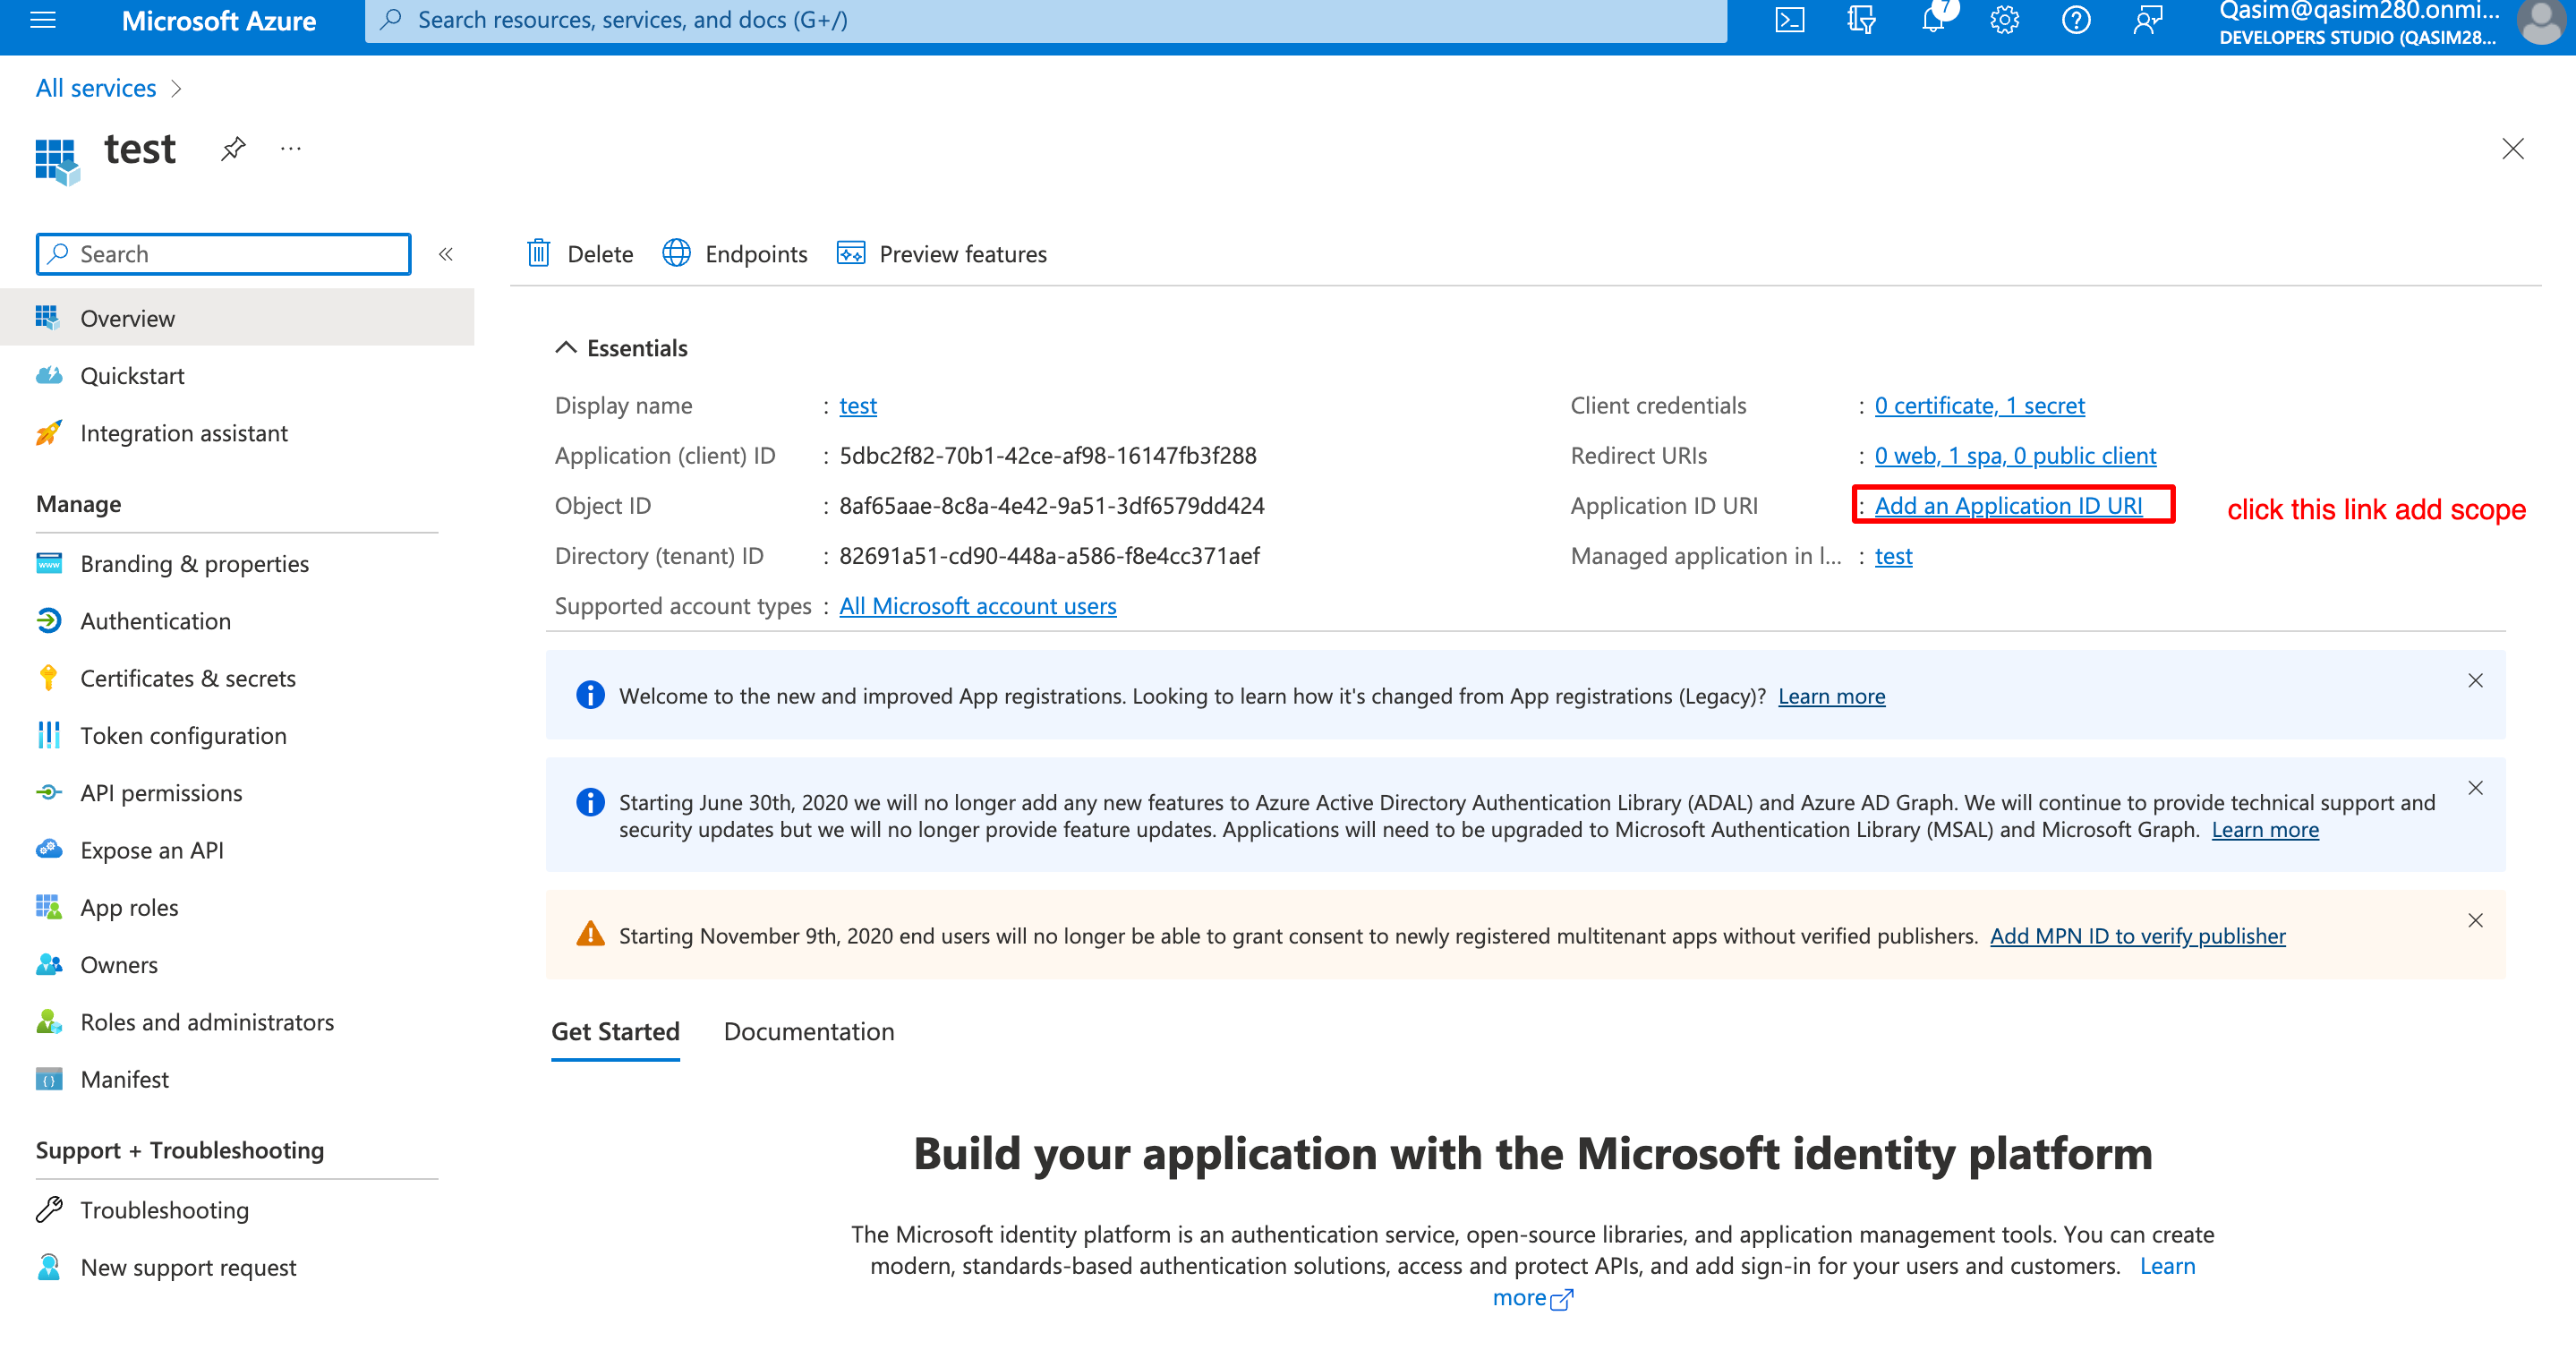 Microsoft Azure
Search resources, services, and docs (G+/)
7
Qasim@qasim280.onmi...
DEVELOPERS STUDIO (QASIM28...
All services
test
...
Search
«
Delete
Endpoints
Preview features
Overview
Quickstart
Integration assistant
Manage
Branding & properties
Authentication
Certificates & secrets
Token configuration
API permissions
Expose an API
App roles
Owners
Roles and administrators
Manifest
Support + Troubleshooting
Troubleshooting
New support request
Essentials
Display name : test
Application (client) ID : 5dbc2f82-70b1-42ce-af98-16147fb3f288
Object ID : 8af65aae-8c8a-4e42-9a51-3df6579dd424
Directory (tenant) ID : 82691a51-cd90-448a-a586-f8e4cc371aef
Supported account types : All Microsoft account users
Client credentials : 0 certificate, 1 secret
Redirect URIs : 0 web, 1 spa, 0 public client
Application ID URI : Add an Application ID URI
click this link add scope
Managed application in l... : test
Welcome to the new and improved App registrations. Looking to learn how it's changed from App registrations (Legacy)? Learn more
Starting June 30th, 2020 we will no longer add any new features to Azure Active Directory Authentication Library (ADAL) and Azure AD Graph. We will continue to provide technical support and
security updates but we will no longer provide feature updates. Applications will need to be upgraded to Microsoft Authentication Library (MSAL) and Microsoft Graph. Learn more
Starting November 9th, 2020 end users will no longer be able to grant consent to newly registered multitenant apps without verified publishers. Add MPN ID to verify publisher
Get Started
Documentation
Build your application with the Microsoft identity platform
The Microsoft identity platform is an authentication service, open-source libraries, and application management tools. You can create
modern, standards-based authentication solutions, access and protect APIs, and add sign-in for your users and customers. Learn
more